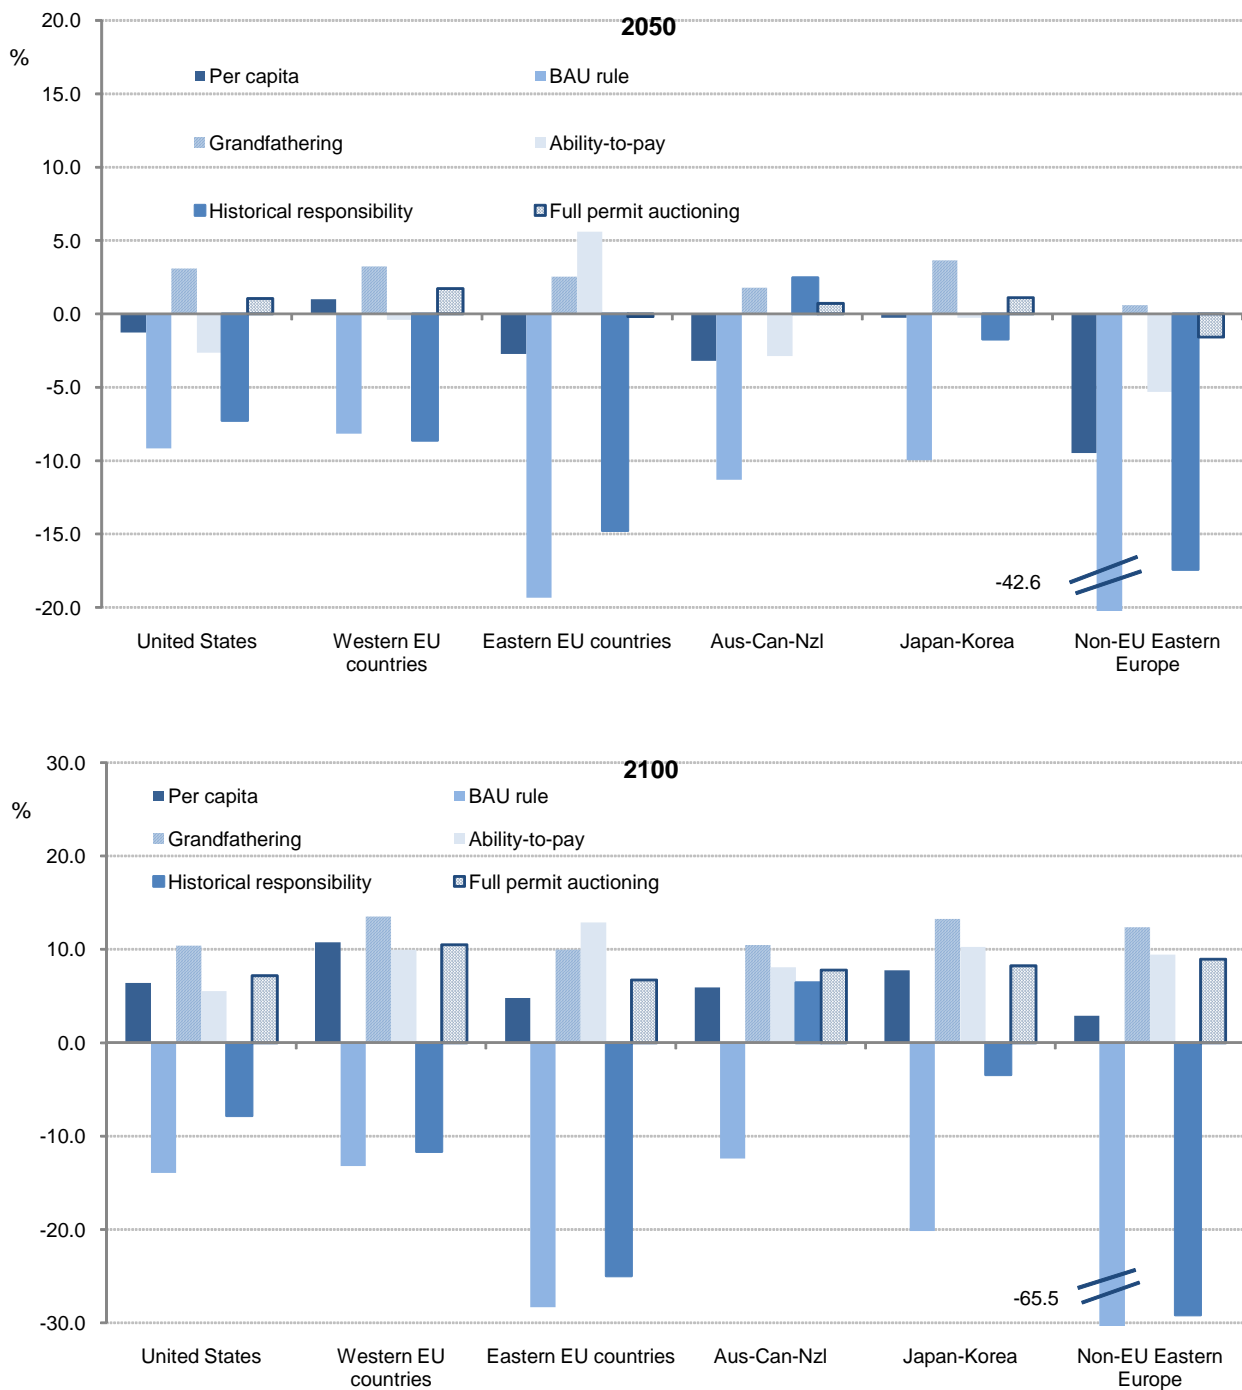 20.0
2050
%
Per capita
BAU rule
15.0
Grandfathering
Ability-to-pay
10.0
Historical responsibility
Full permit auctioning
5.0
0.0
-5.0
-10.0
-15.0
-42.6
-20.0
United States
Western EU
countries
Eastern EU countries
Aus-Can-Nzl
Japan-Korea
Non-EU Eastern
Europe
30.0
2100
%
Per capita
BAU rule
Grandfathering
Ability-to-pay
20.0
Historical responsibility
Full permit auctioning
10.0
0.0
-10.0
-20.0
-65.5
-30.0
United States
Western EU
countries
Eastern EU countries
Aus-Can-Nzl
Japan-Korea
Non-EU Eastern
Europe